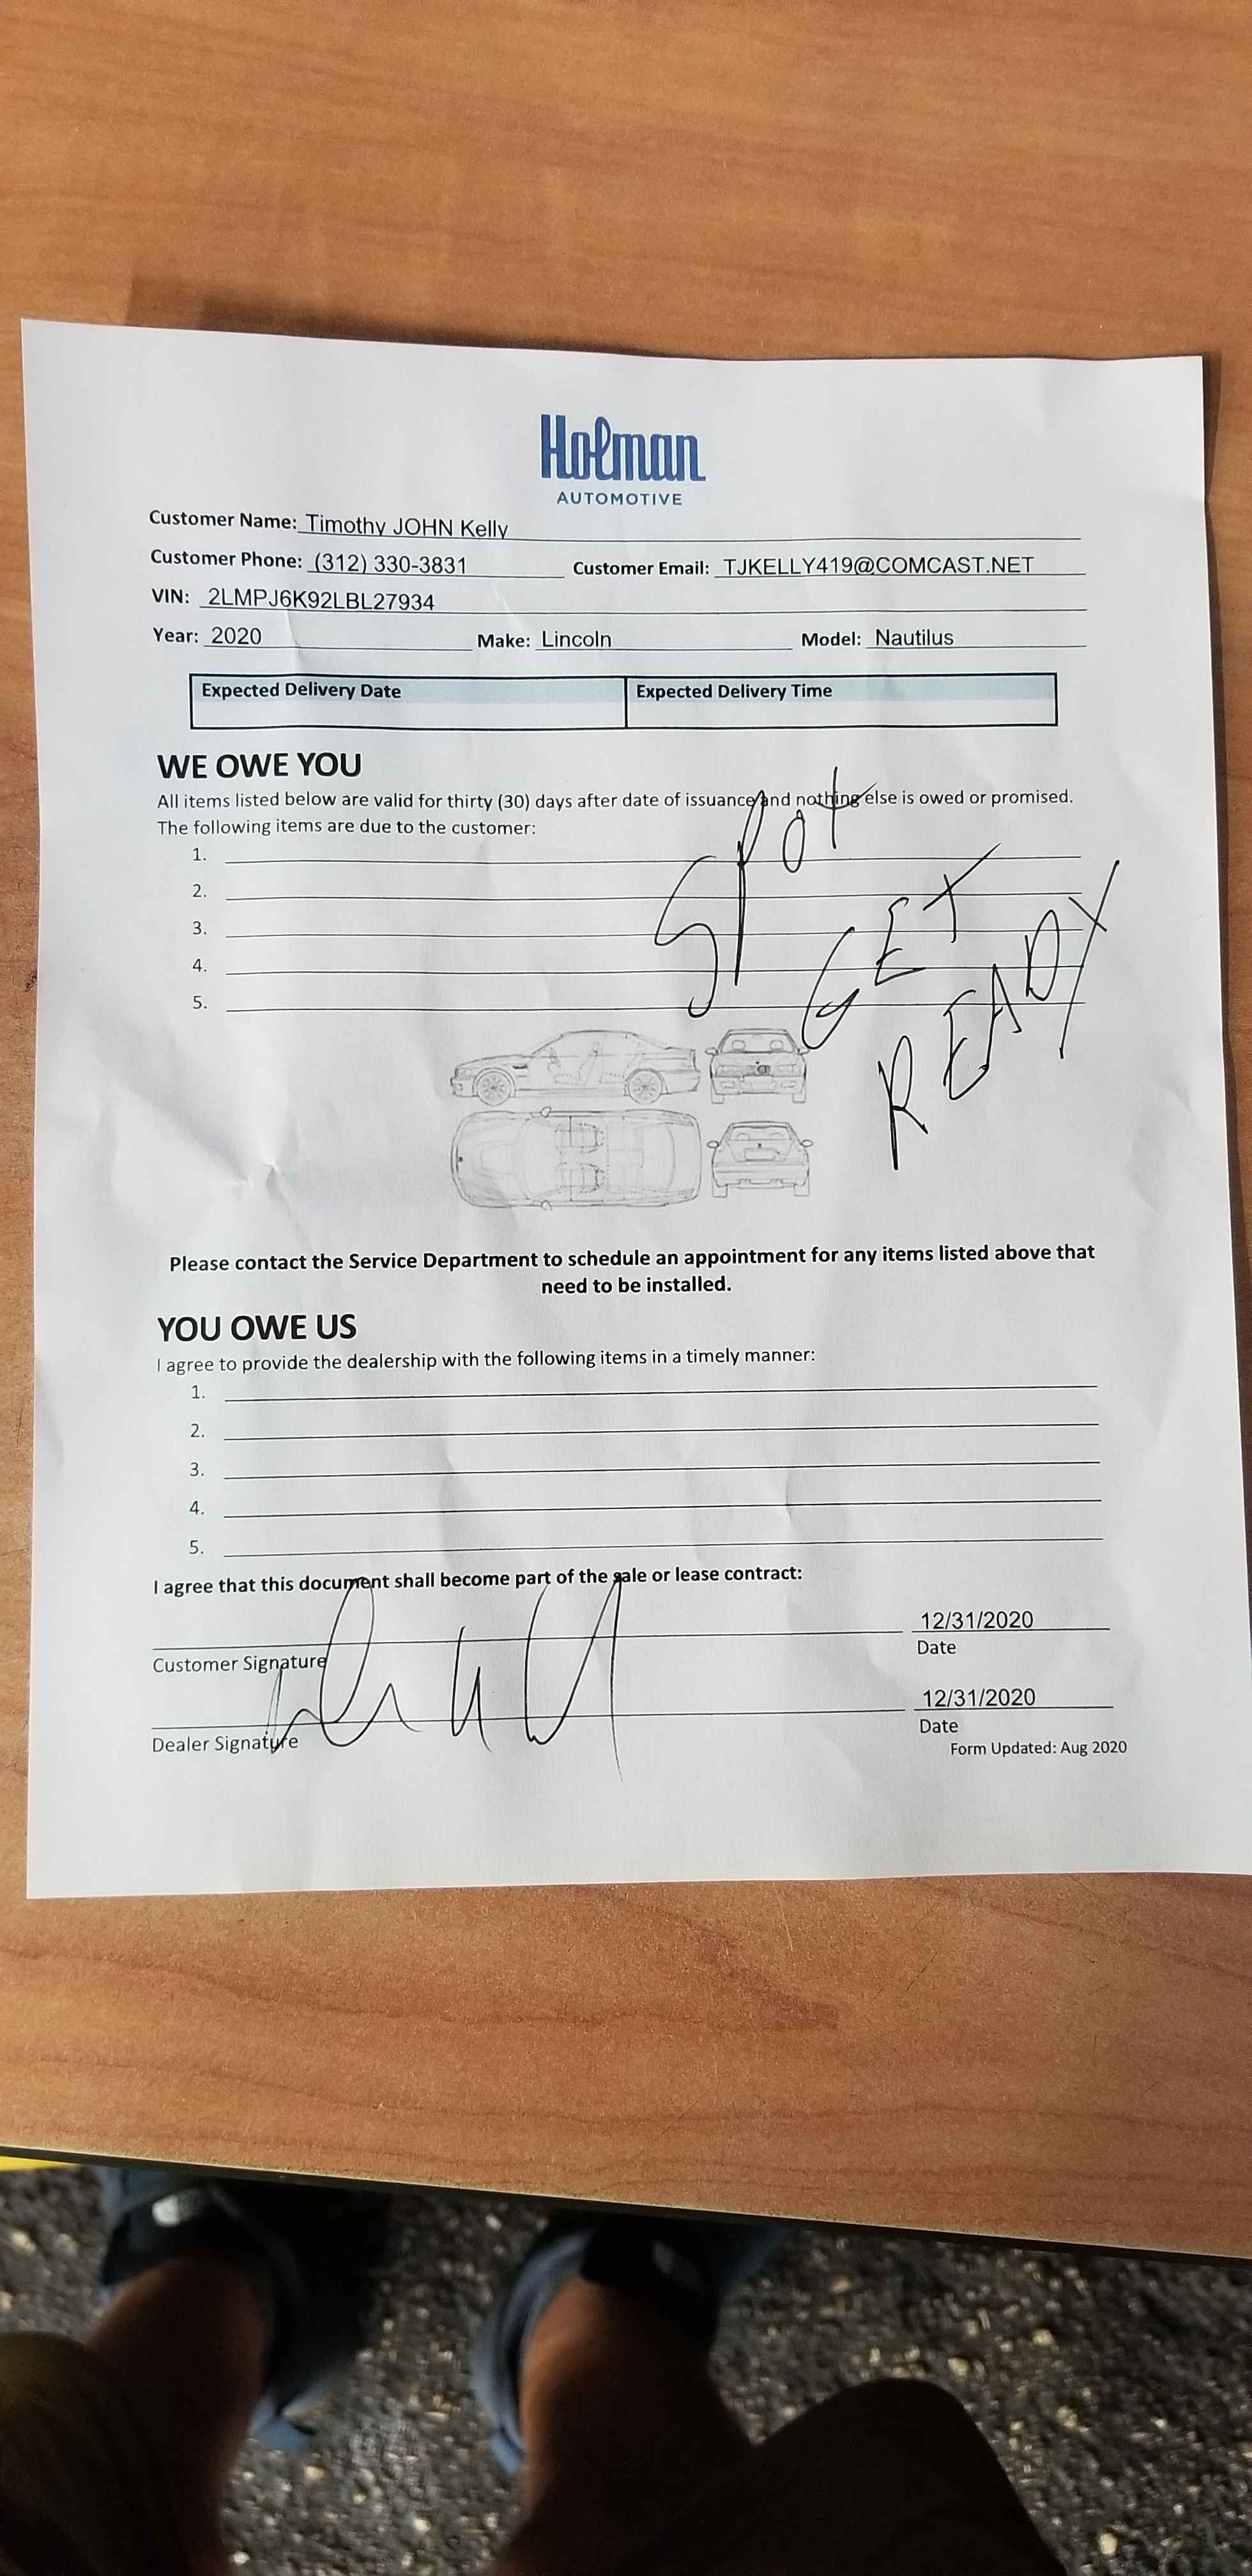 Holman
AUTOMOTIVE
Customer Name: Timothy JOHN Kelly
Customer Phone: (312) 330-3831 Customer Email: TJKELLY419@COMCAST.NET
VIN: 2LMPJ6K92LBL27934
Year: 2020 Make: Lincoln Model: Nautilus
Expected Delivery Date Expected Delivery Time
WE OWE YOU
All items listed below are valid for thirty (30) days after date of issuance and nothing else is owed or promised.
The following items are due to the customer:
1.
2.
3.
4.
5.
Spot
GET
READY
Please contact the Service Department to schedule an appointment for any items listed above that
need to be installed.
YOU OWE US
I agree to provide the dealership with the following items in a timely manner:
1.
2.
3.
4.
5.
I agree that this document shall become part of the sale or lease contract:
12/31/2020
Customer Signature Date
12/31/2020
Dealer Signature Date
Form Updated: Aug 2020